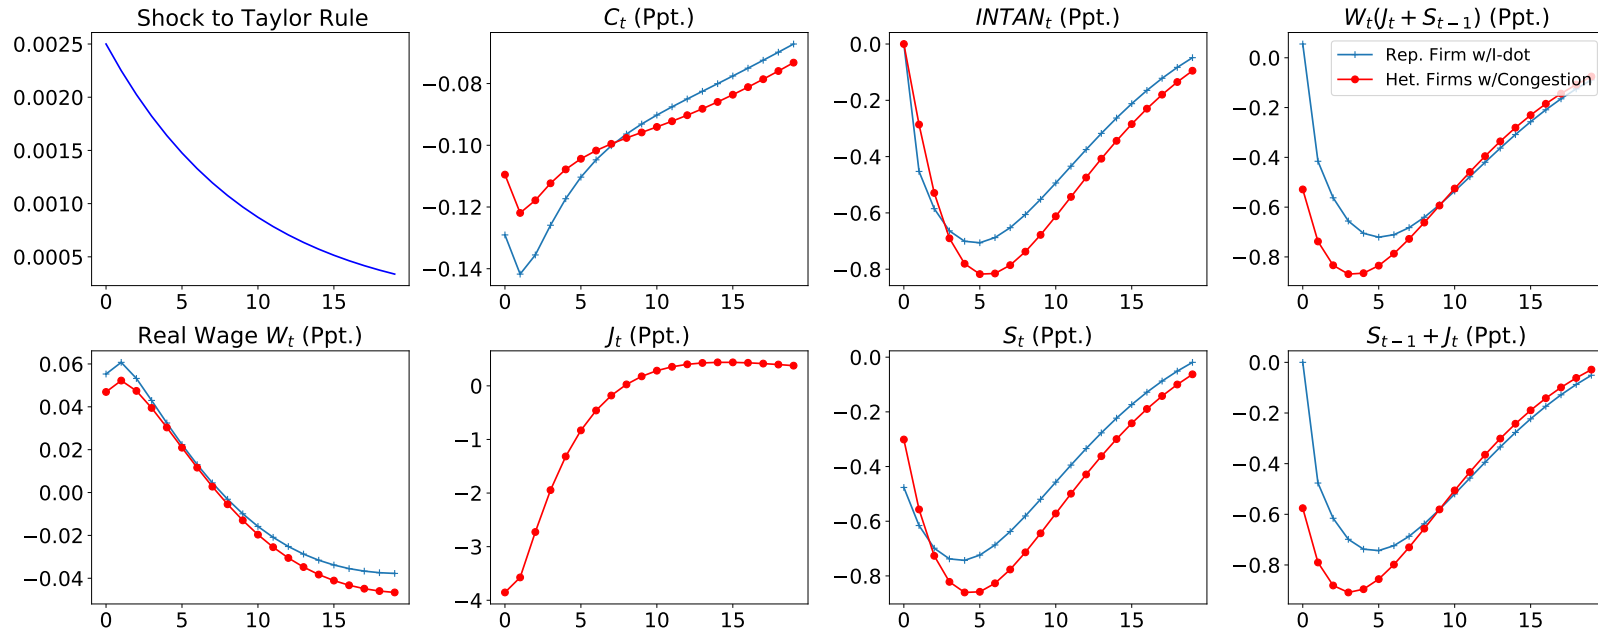 Shock to Taylor Rule
0.0025
0.0020
0.0015
0.0010
0.0005
0 5 10 15
C_t (Ppt.)
−0.08
−0.10
−0.12
−0.14
0 5 10 15
INTAN_t (Ppt.)
0.0
−0.2
−0.4
−0.6
−0.8
0 5 10 15
W_t(J_t + S_{t−1}) (Ppt.)
0.0
−0.2
−0.4
−0.6
−0.8
0 5 10 15
Rep. Firm w/I-dot
Het. Firms w/Congestion
Real Wage W_t (Ppt.)
0.06
0.04
0.02
0.00
−0.02
−0.04
0 5 10 15
J_t (Ppt.)
0
−1
−2
−3
−4
0 5 10 15
S_t (Ppt.)
0.0
−0.2
−0.4
−0.6
−0.8
0 5 10 15
S_{t−1} + J_t (Ppt.)
0.0
−0.2
−0.4
−0.6
−0.8
0 5 10 15